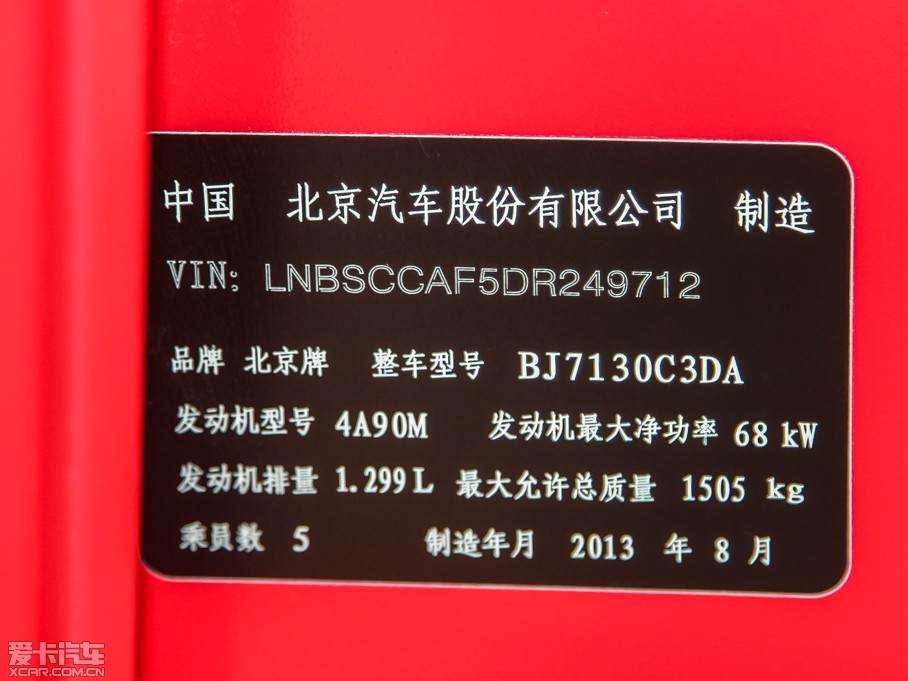 中国 北京汽车股份有限公司 制造
VIN: LNBSCCAF5DR249712
品牌 北京牌 整车型号 BJ7130C3DA
发动机型号 4A90M 发动机最大净功率 68 kW
发动机排量 1.299 L 最大允许总质量 1505 kg
乘员数 5 制造年月 2013 年 8 月
爱卡汽车
XCAR.COM.CN